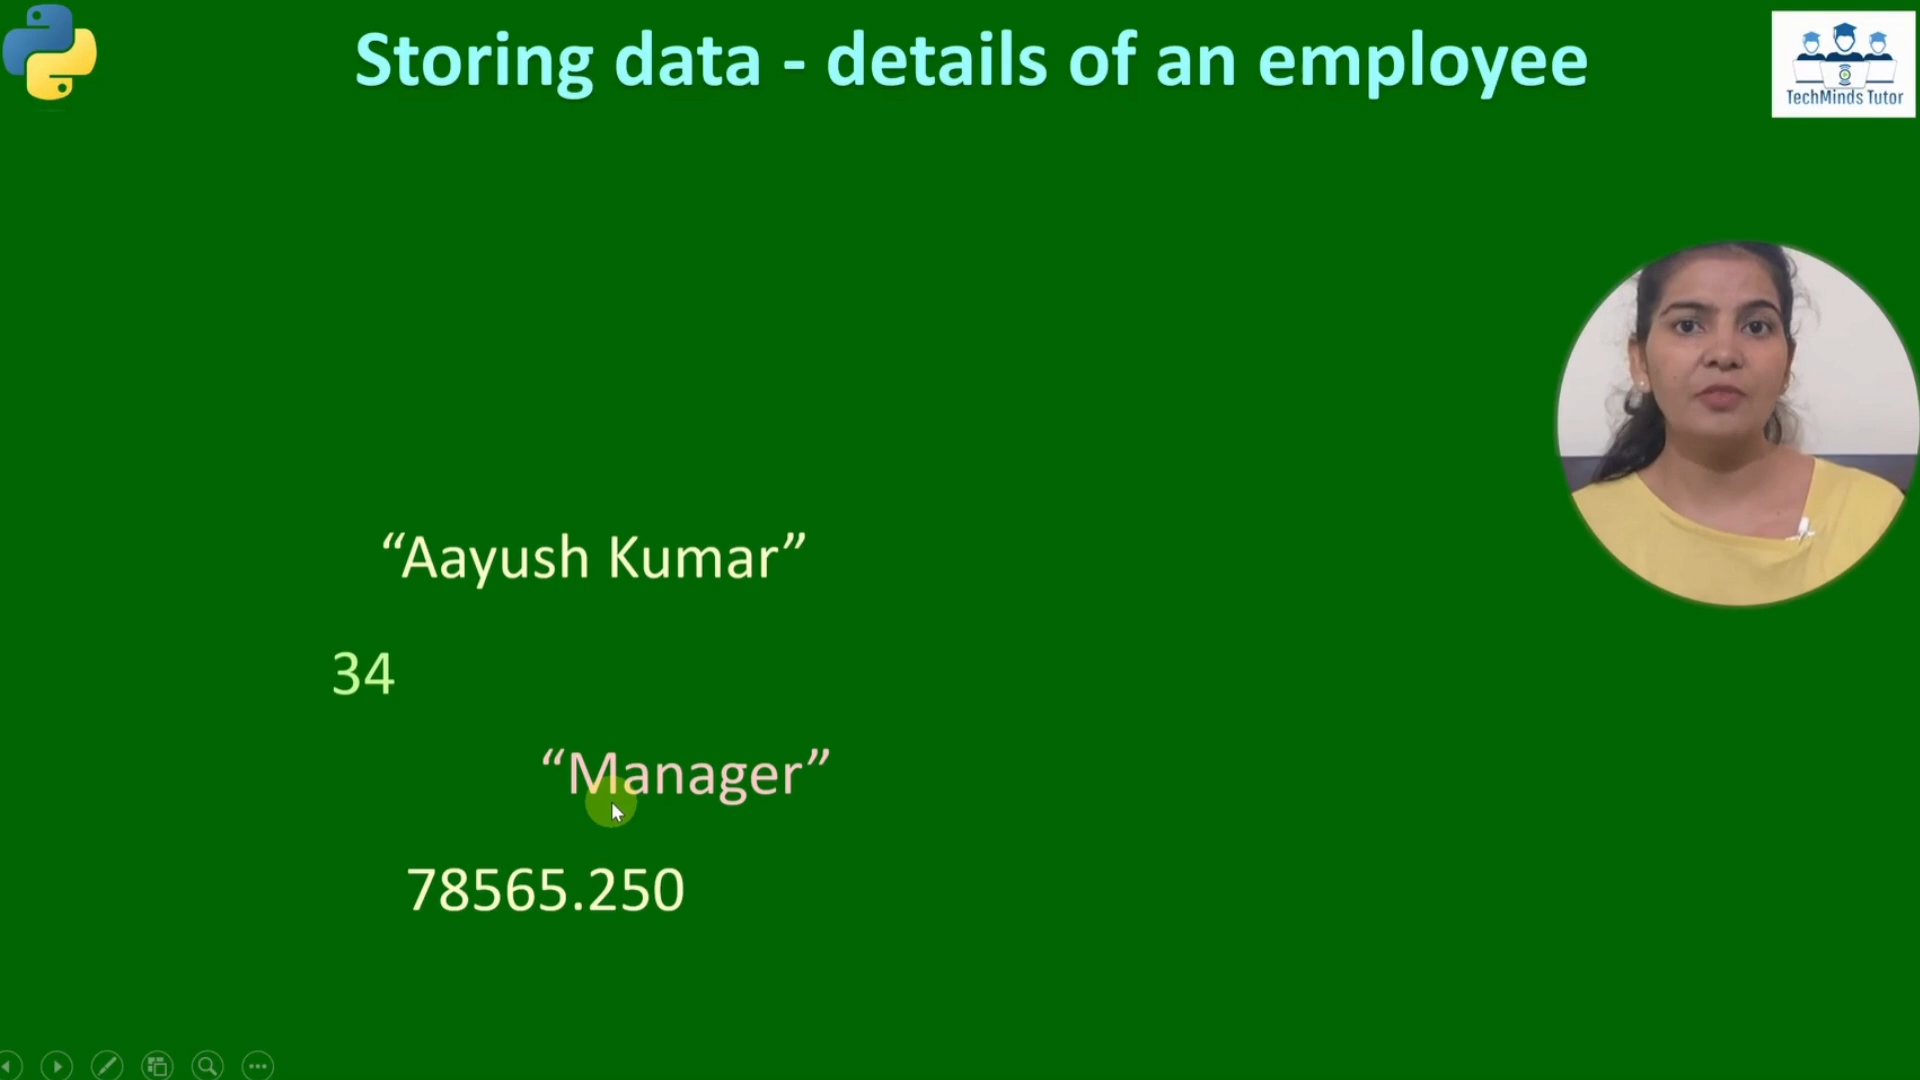 Storing data - details of an employee
TechMinds Tutor
“Aayush Kumar”
34
“Manager”
78565.250